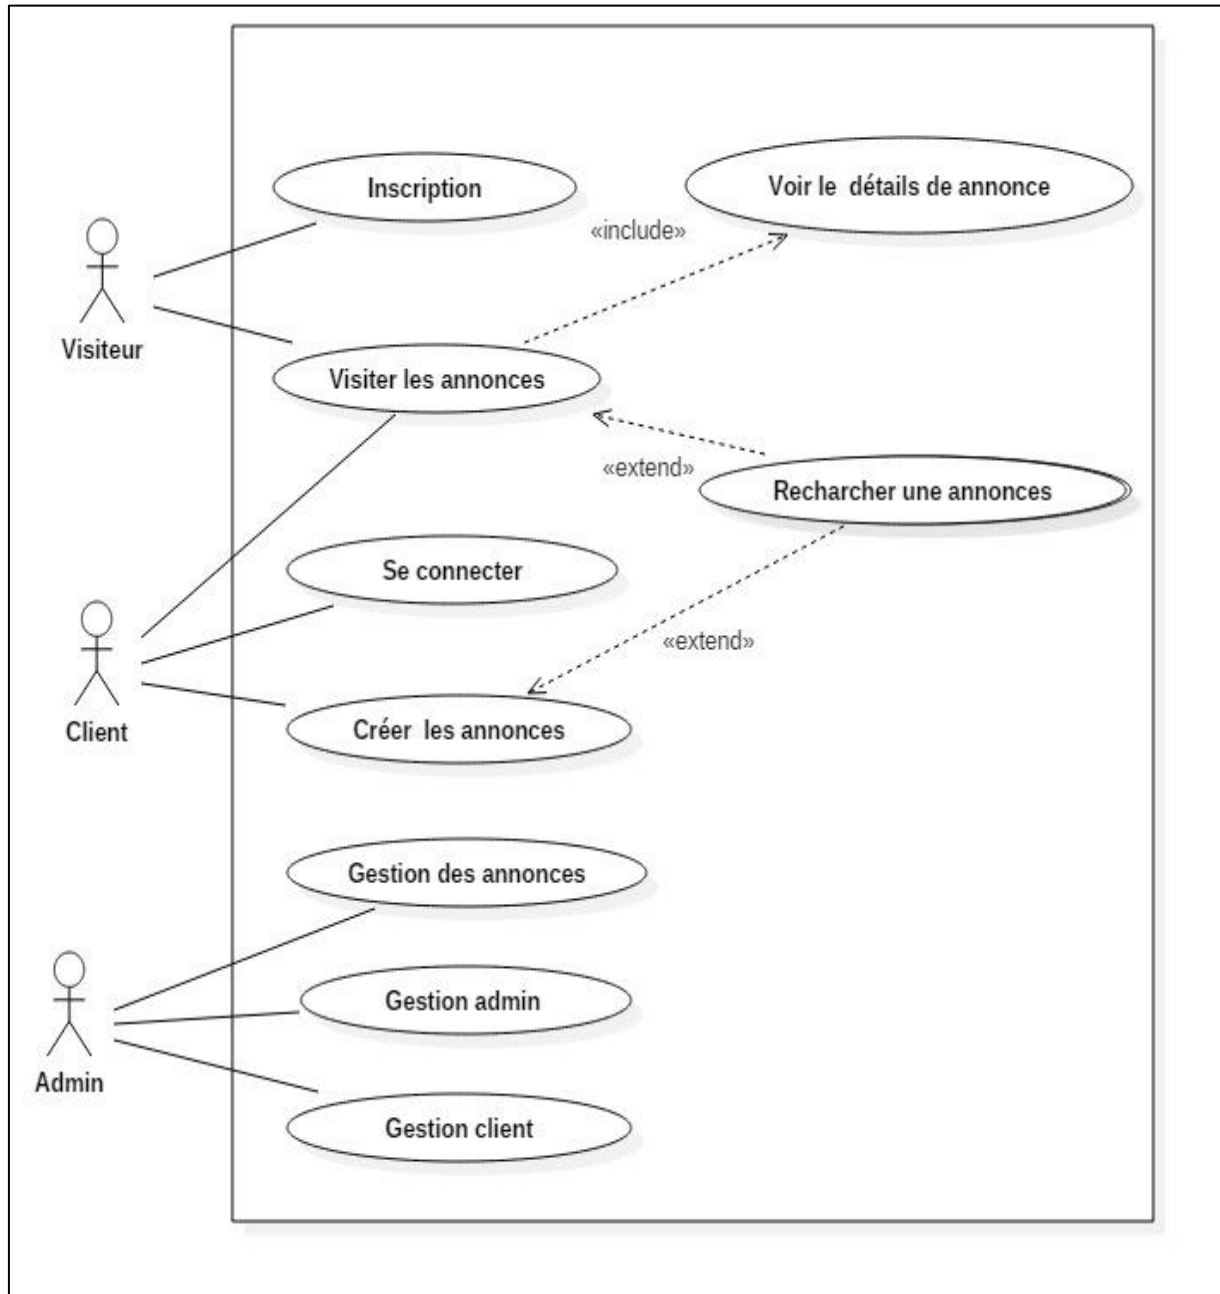 Inscription
Voir le détails de annonce
«include»
Visiteur
Visiter les annonces
«extend»
Recharcher une annonces
Se connecter
«extend»
Client
Créer les annonces
Gestion des annonces
Gestion admin
Admin
Gestion client